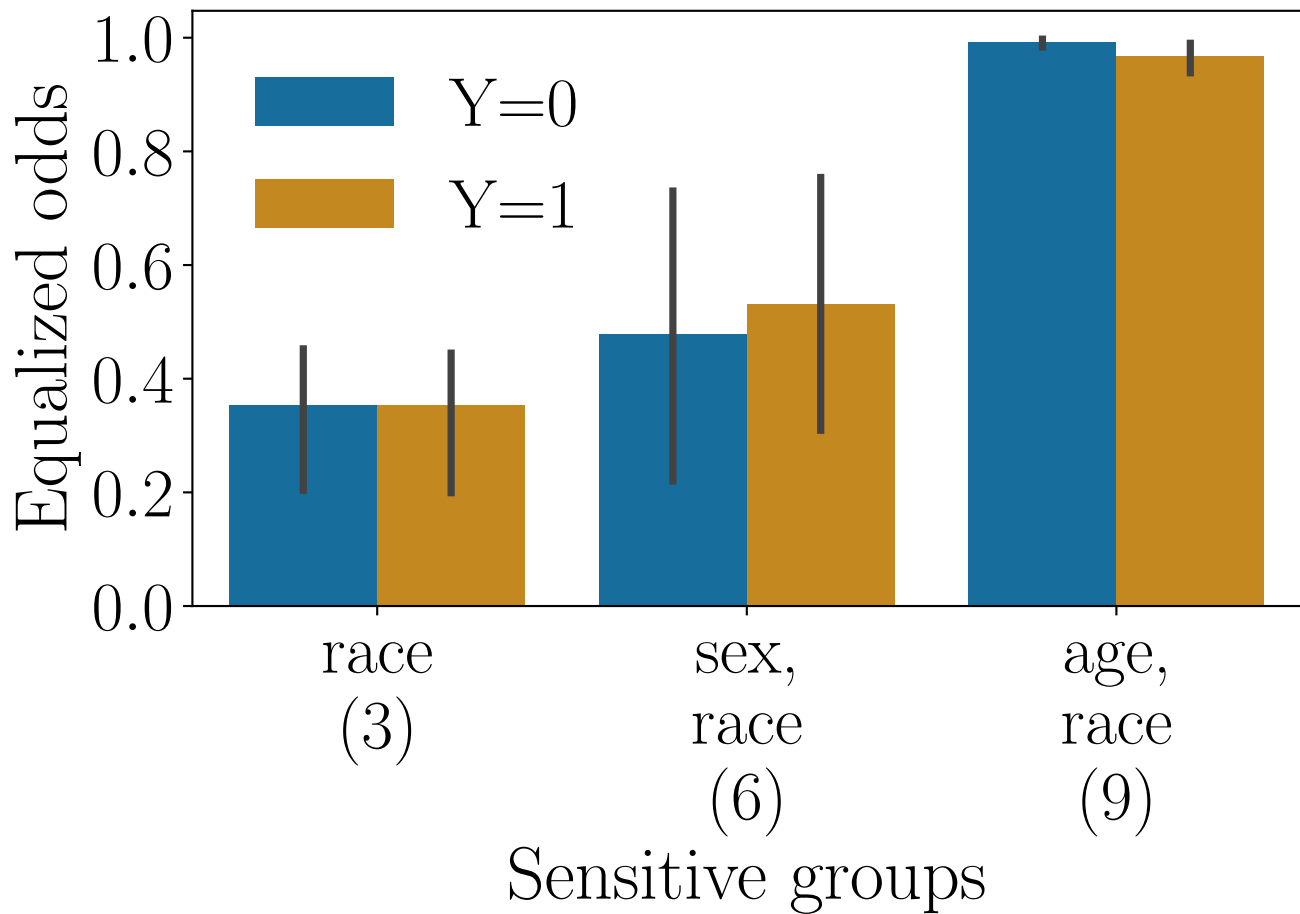 1.0
0.8
0.6
0.4
0.2
0.0
Equalized odds
Y=0
Y=1
race
(3)
sex,
race
(6)
age,
race
(9)
Sensitive groups